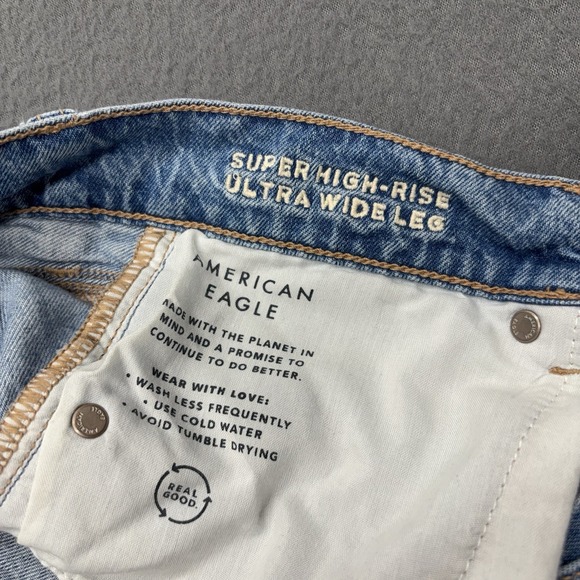 SUPER HIGH-RISE
ULTRA WIDE LEG
AMERICAN
EAGLE
MADE WITH THE PLANET IN
MIND AND A PROMISE TO
CONTINUE TO DO BETTER.
WEAR WITH LOVE:
• WASH LESS FREQUENTLY
• USE COLD WATER
• AVOID TUMBLE DRYING
REAL
GOOD.